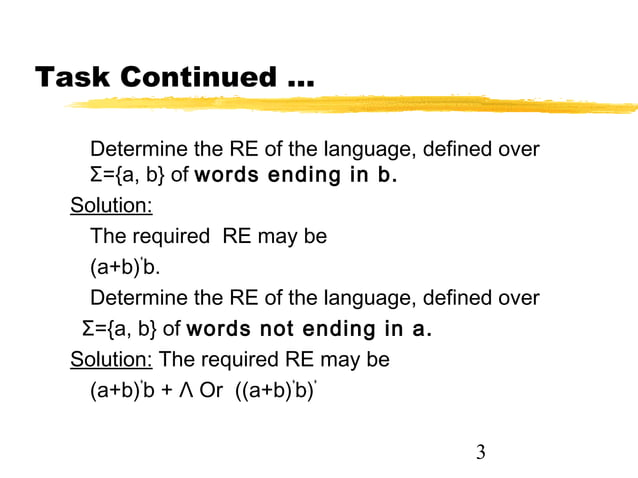 Task Continued ...
Determine the RE of the language, defined over
Σ={a, b} of words ending in b.
Solution:
The required RE may be
(a+b)*b.
Determine the RE of the language, defined over
Σ={a, b} of words not ending in a.
Solution: The required RE may be
(a+b)*b + Λ Or ((a+b)*b)*
3